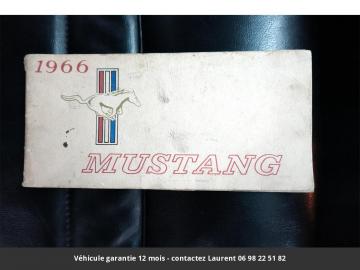 1966
MUSTANG
Véhicule garantie 12 mois - contactez Laurent 06 98 22 51 82